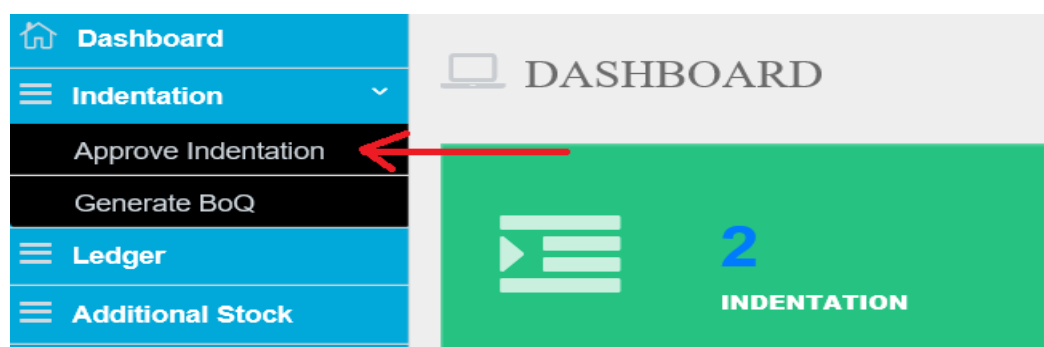 Dashboard
Indentation
Approve Indentation
Generate BoQ
Ledger
Additional Stock
DASHBOARD
2
INDENTATION